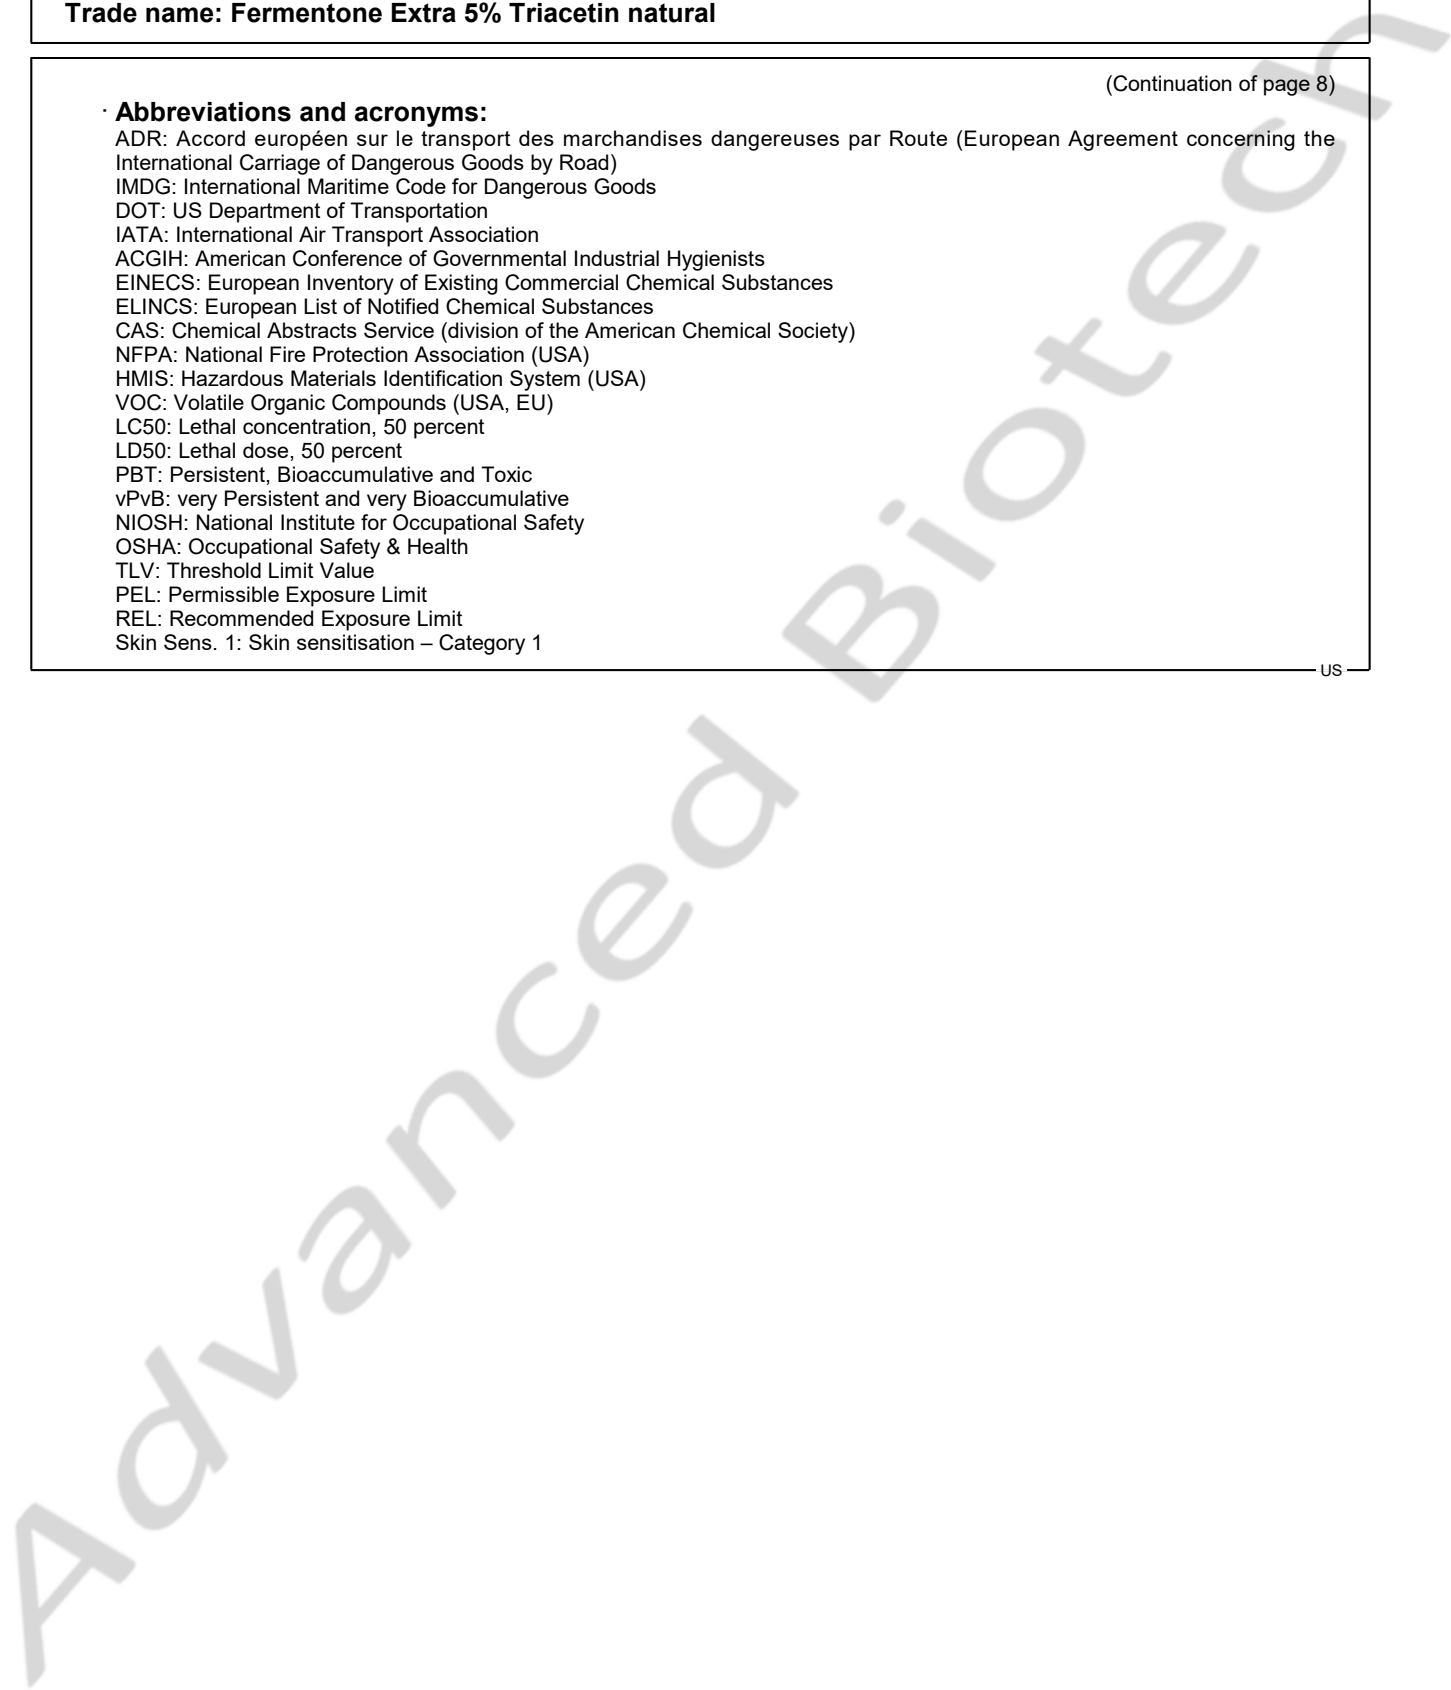 Trade name: Fermentone Extra 5% Triacetin natural
(Continuation of page 8)
· Abbreviations and acronyms:
ADR: Accord européen sur le transport des marchandises dangereuses par Route (European Agreement concerning the
International Carriage of Dangerous Goods by Road)
IMDG: International Maritime Code for Dangerous Goods
DOT: US Department of Transportation
IATA: International Air Transport Association
ACGIH: American Conference of Governmental Industrial Hygienists
EINECS: European Inventory of Existing Commercial Chemical Substances
ELINCS: European List of Notified Chemical Substances
CAS: Chemical Abstracts Service (division of the American Chemical Society)
NFPA: National Fire Protection Association (USA)
HMIS: Hazardous Materials Identification System (USA)
VOC: Volatile Organic Compounds (USA, EU)
LC50: Lethal concentration, 50 percent
LD50: Lethal dose, 50 percent
PBT: Persistent, Bioaccumulative and Toxic
vPvB: very Persistent and very Bioaccumulative
NIOSH: National Institute for Occupational Safety
OSHA: Occupational Safety & Health
TLV: Threshold Limit Value
PEL: Permissible Exposure Limit
REL: Recommended Exposure Limit
Skin Sens. 1: Skin sensitisation – Category 1
US
Advanced Biotech